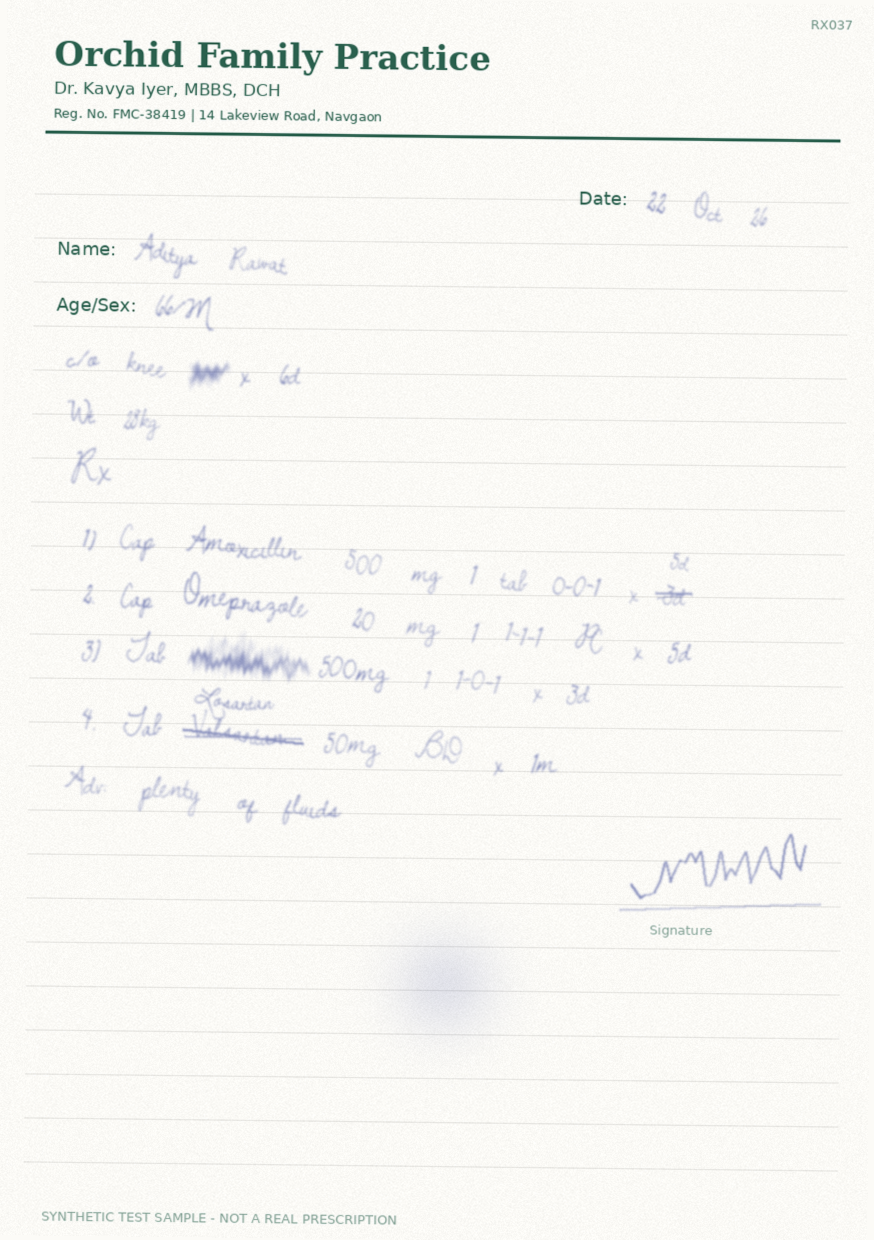 RX037
Orchid Family Practice
Dr. Kavya Iyer, MBBS, DCH
Reg. No. FMC-38419 | 14 Lakeview Road, Navgaon
Date: 22 Oct 26
Name: Aditya Rawat
Age/Sex: 66M
c/o knee x 6d
Wt kg
Rx
1) Cap Amoxicillin 500 mg 1 tab 0-0-1 x 3d 5d
2. Cap Omeprazole 20 mg 1 1-1-1 x 5d
3) Tab 500mg 1 1-0-1 x 3d
4. Tab Valsartan Losartan 50mg BD x 1m
Adv: plenty of fluids
Signature
SYNTHETIC TEST SAMPLE - NOT A REAL PRESCRIPTION